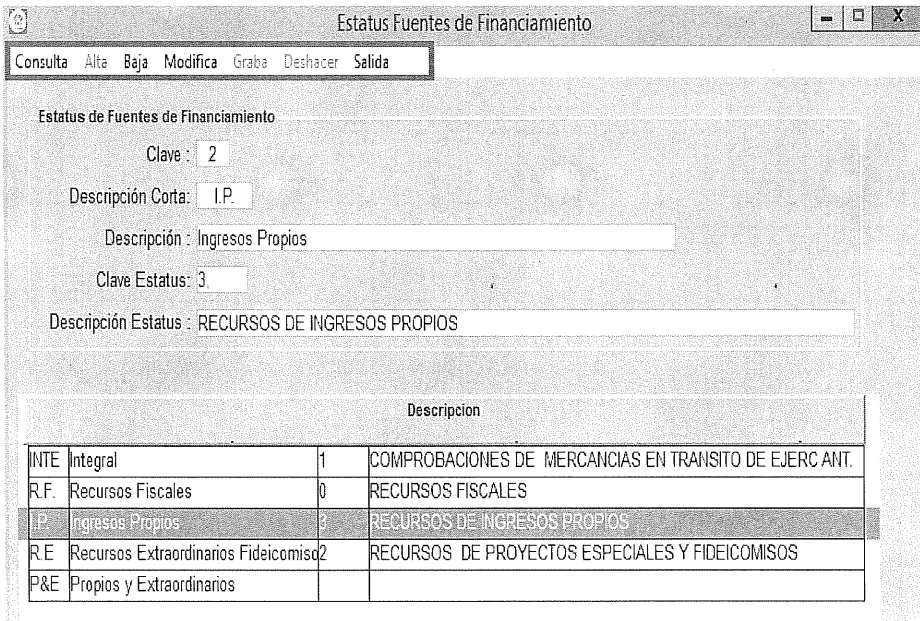 Estatus Fuentes de Financiamiento
X
Consulta Alta Baja Modifica Graba Deshacer Salida
Estatus de Fuentes de Financiamiento
Clave : 2
Descripción Corta: I.P.
Descripción : Ingresos Propios
Clave Estatus: 3
Descripción Estatus : RECURSOS DE INGRESOS PROPIOS
Descripcion
INTE Integral 1 COMPROBACIONES DE MERCANCIAS EN TRANSITO DE EJERC ANT.
R.F. Recursos Fiscales 0 RECURSOS FISCALES
I.P. Ingresos Propios 3 RECURSOS DE INGRESOS PROPIOS
R.E Recursos Extraordinarios Fideicomiso 2 RECURSOS DE PROYECTOS ESPECIALES Y FIDEICOMISOS
P&E Propios y Extraordinarios